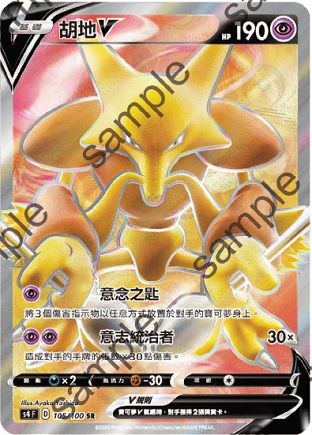 基礎 胡地V HP 190
sample
sample
sample
sample
意念之匙
將3個傷害指示物以任意方式放置於對手的寶可夢身上。
意志統治者 30×
造成對手的手牌的張數×30點傷害。
弱點 ×2 抵抗力 -30 撤退
Illus. Ayaka Yoshida
V規則
s4 F D 105/100 SR
寶可夢V氣絕時，對手獲得2張獎賞卡。
©2020 Pokémon/Nintendo/Creatures/GAME FREAK.